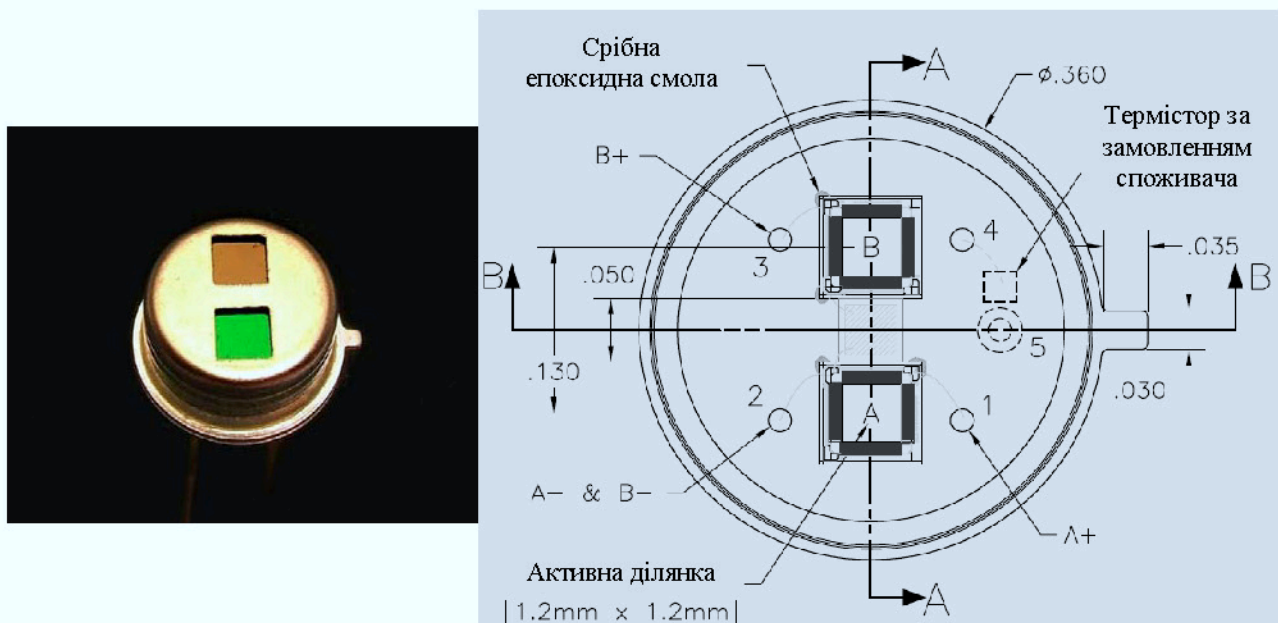 Срібна
епоксидна смола
A
ø.360
Термістор за
замовленням
споживача
B+
B
4
3
.035
B
.050
B
5
.130
.030
2
1
A
A− & B−
A+
Активна ділянка
A
1.2mm x 1.2mm